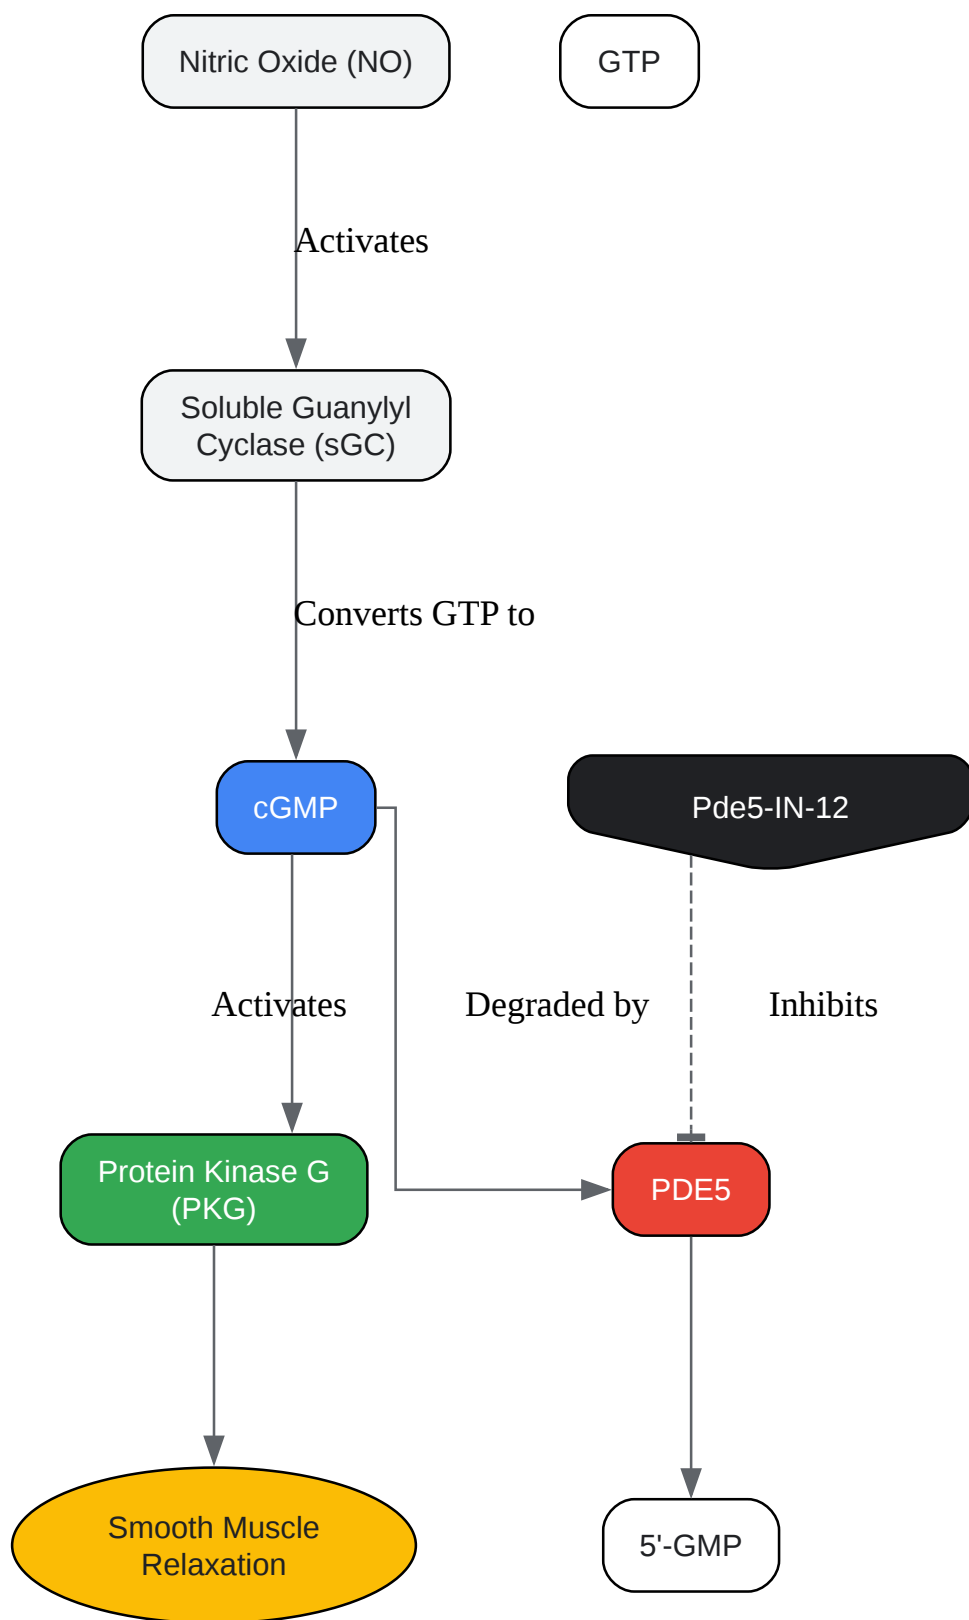 Nitric Oxide (NO)
GTP
Activates
Soluble Guanylyl
Cyclase (sGC)
Converts GTP to
cGMP
Pde5-IN-12
Activates
Degraded by
Inhibits
Protein Kinase G
(PKG)
PDE5
Smooth Muscle
Relaxation
5'-GMP